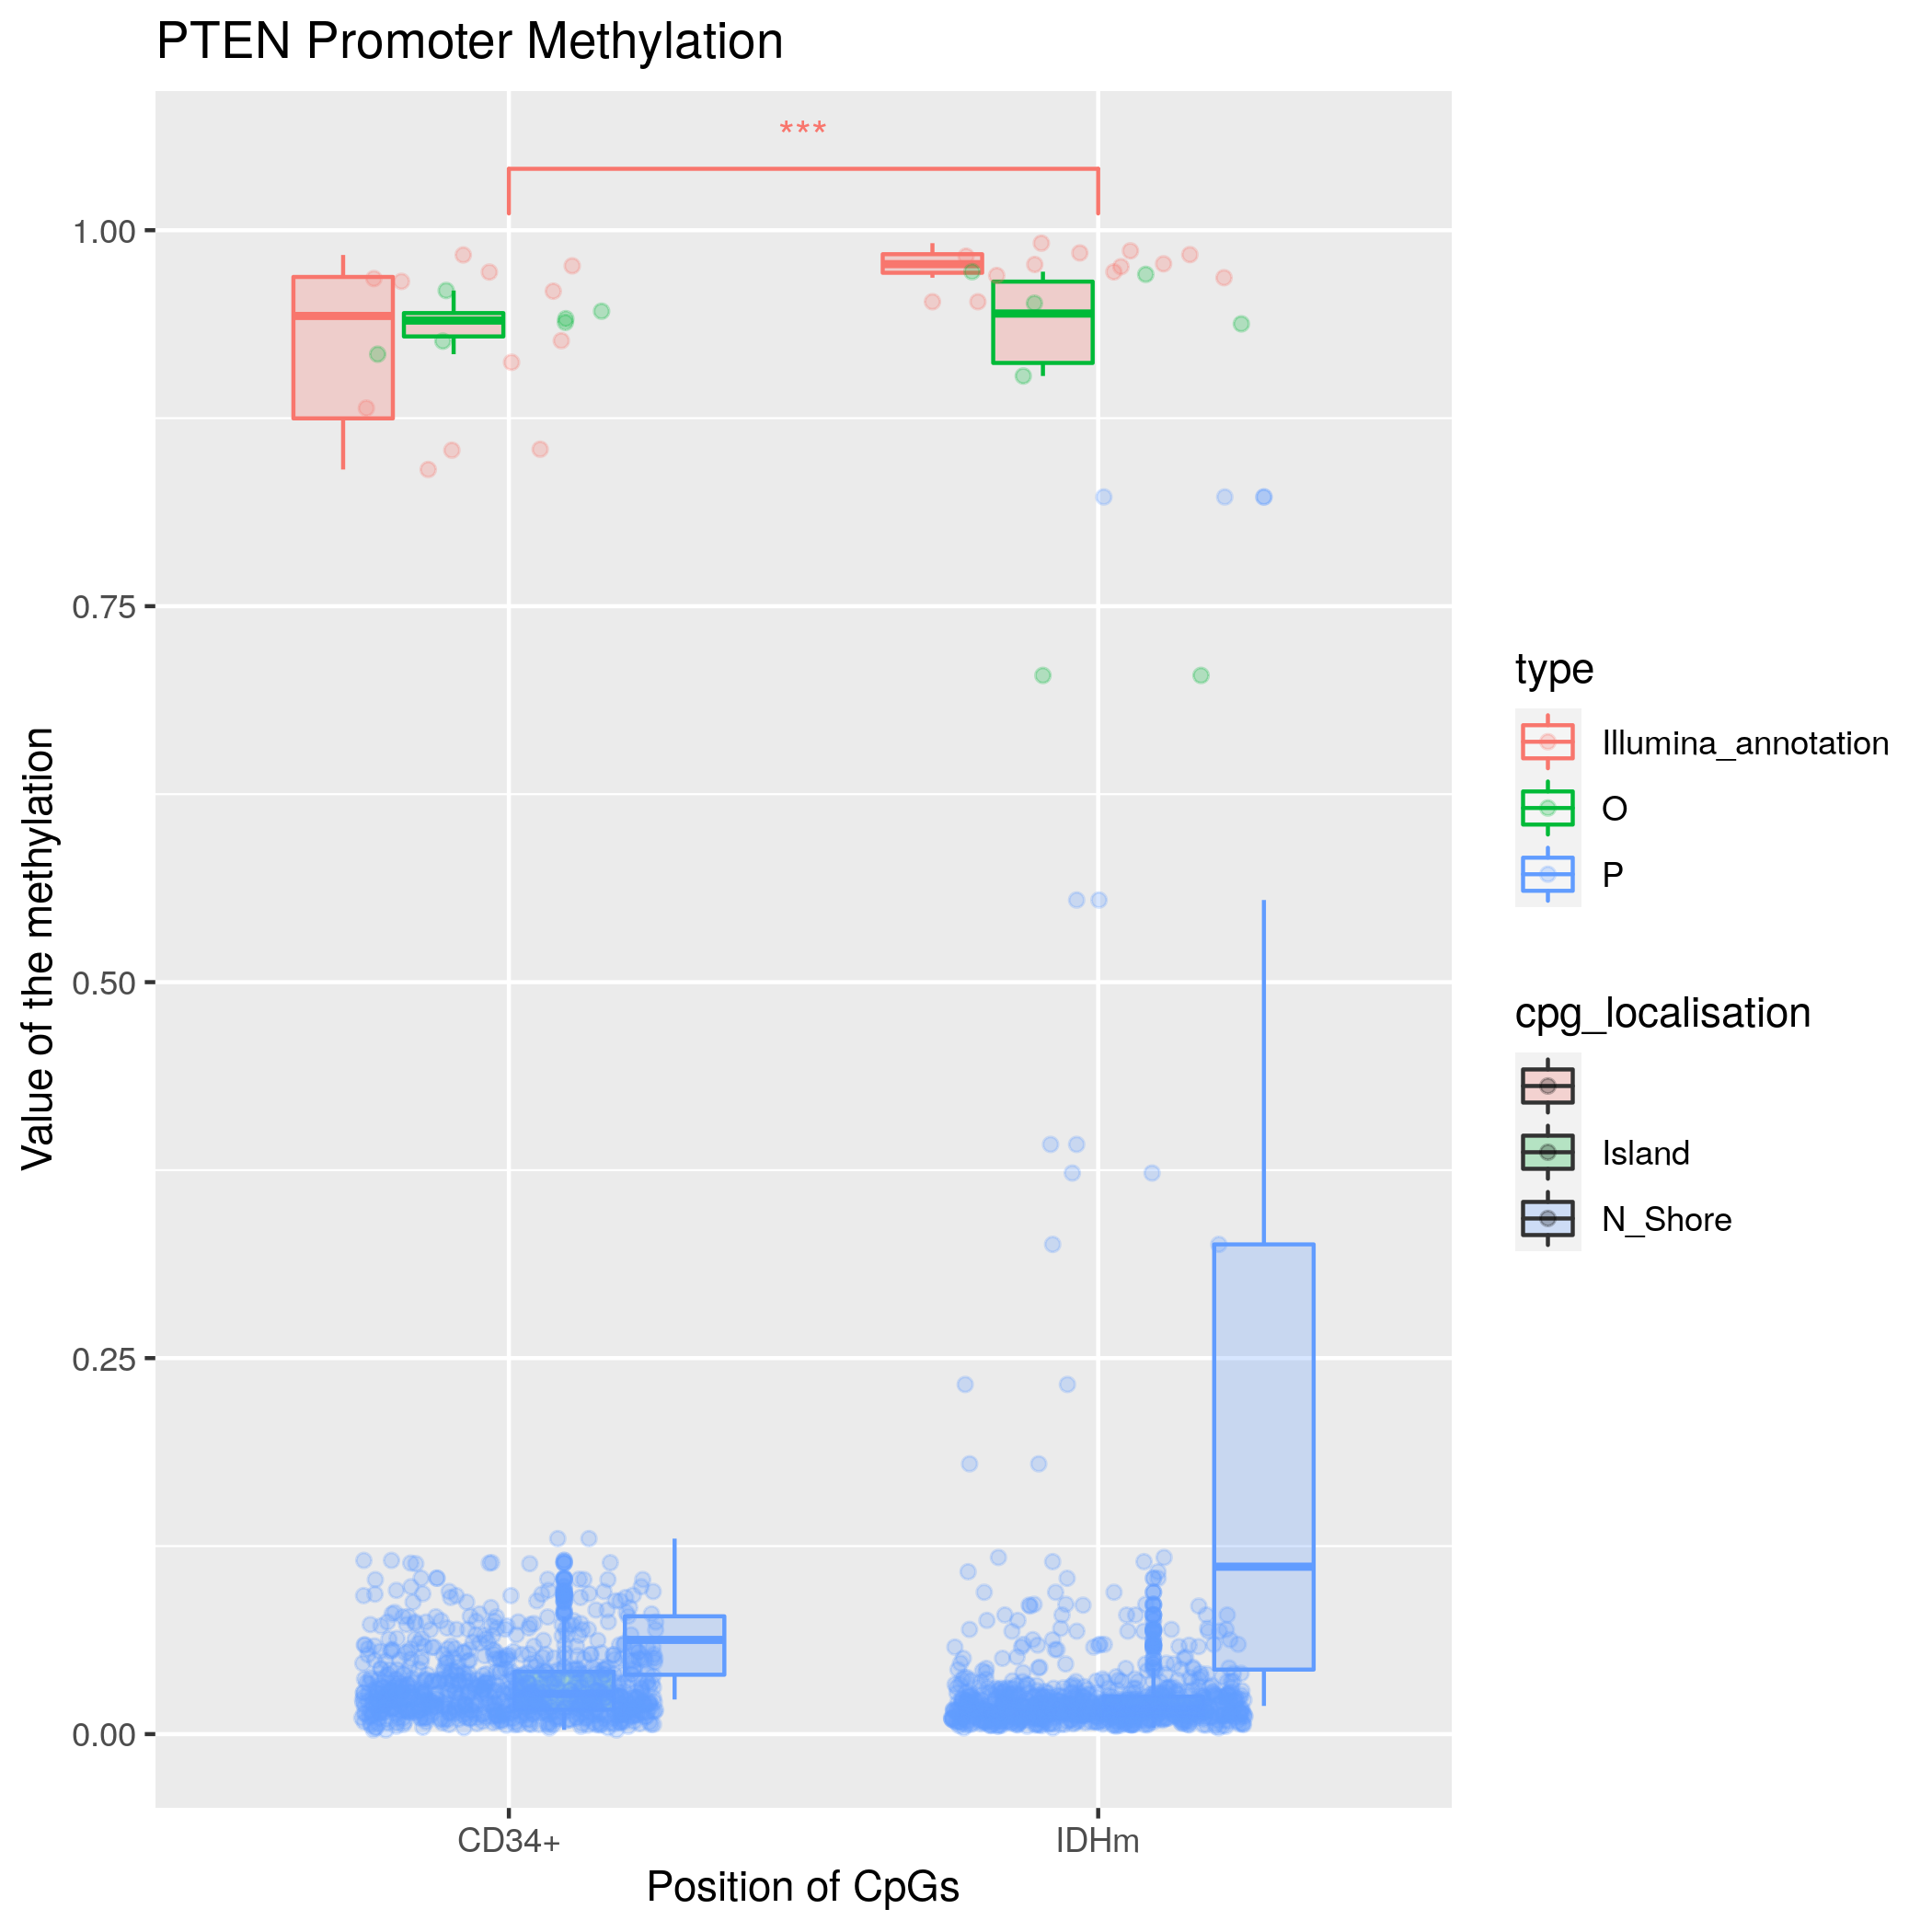 PTEN Promoter Methylation
***
1.00
0.75
0.50
0.25
0.00
Value of the methylation
CD34+
IDHm
Position of CpGs
type
Illumina_annotation
O
P
cpg_localisation
Island
N_Shore